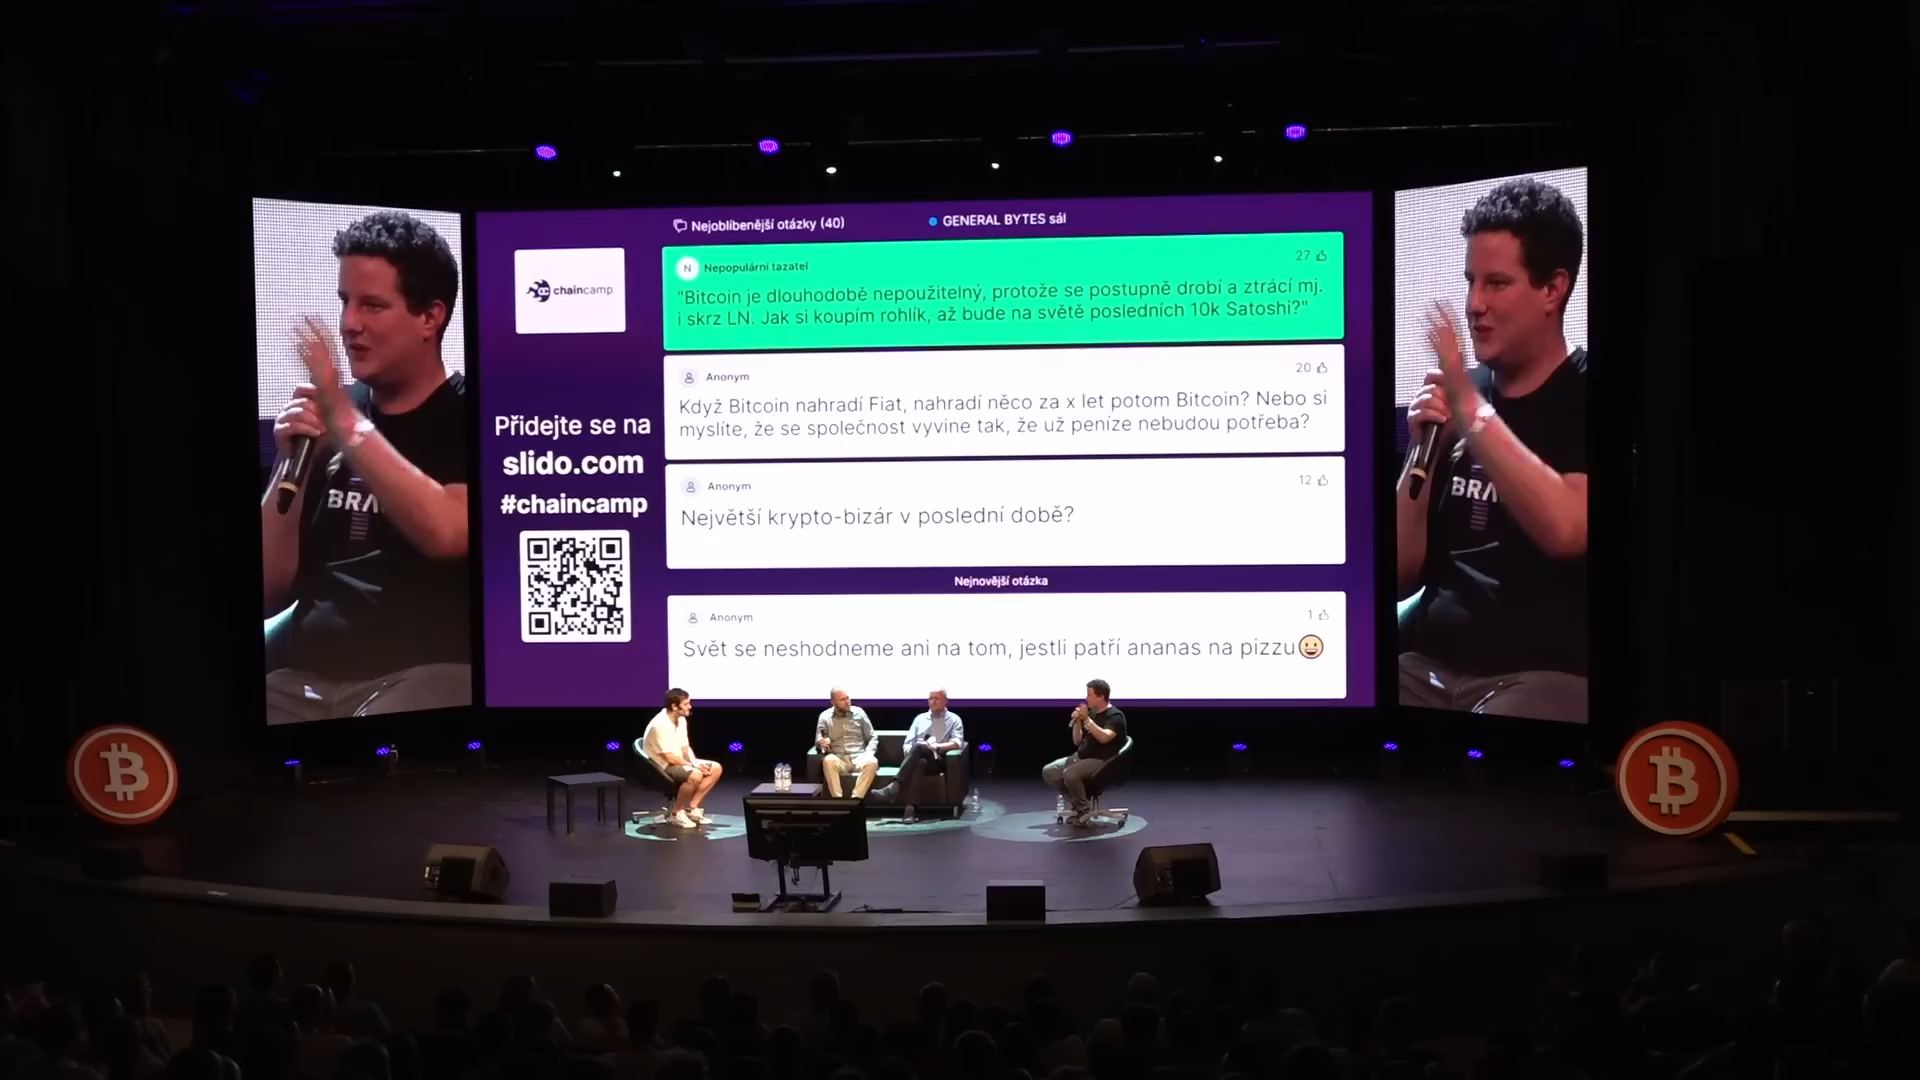 Nejoblíbenější otázky (40)
GENERAL BYTES sál
chaincamp
Přidejte se na
slido.com
#chaincamp
N
Nepopulární tazatel
27
"Bitcoin je dlouhodobě nepoužitelný, protože se postupně drobí a ztrácí mj.
i skrz LN. Jak si koupím rohlík, až bude na světě posledních 10k Satoshi?"
Anonym
20
Když Bitcoin nahradí Fiat, nahradí něco za x let potom Bitcoin? Nebo si
myslíte, že se společnost vyvine tak, že už peníze nebudou potřeba?
Anonym
12
Největší krypto-bizár v poslední době?
Nejnovější otázka
Anonym
1
Svět se neshodneme ani na tom, jestli patří ananas na pizzu😀